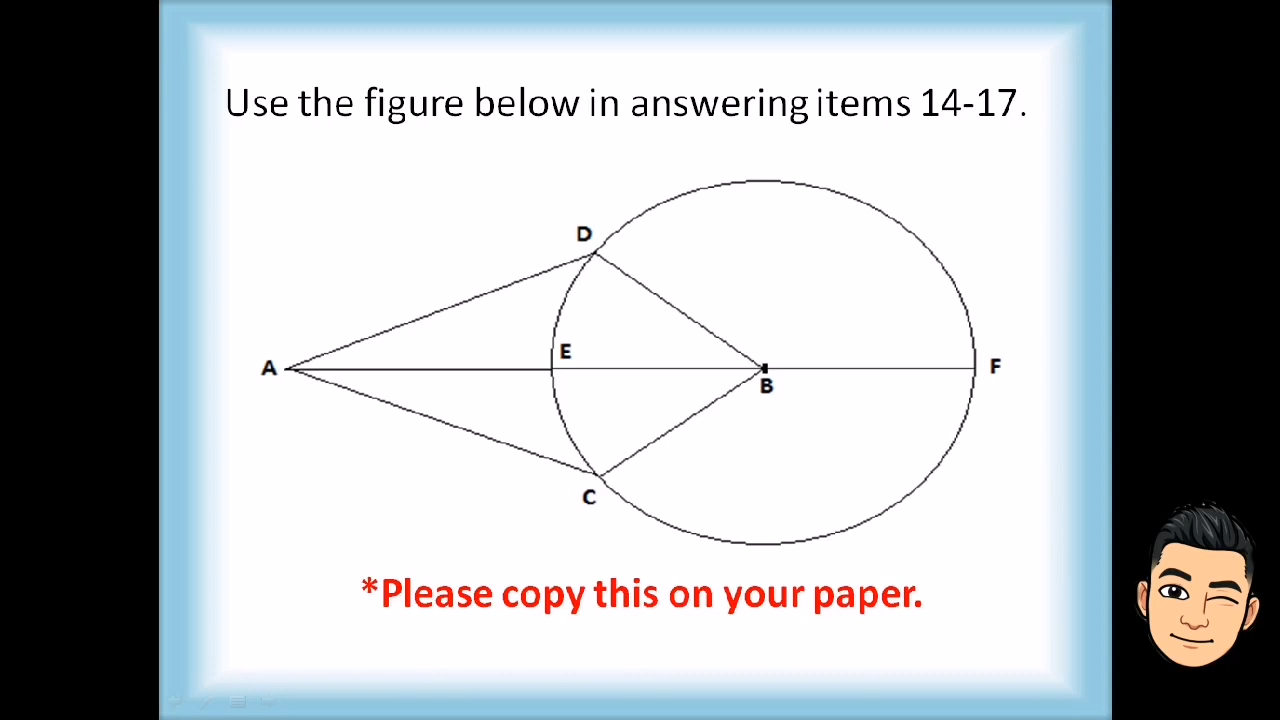 Use the figure below in answering items 14-17.
D
A
E
F
B
C
*Please copy this on your paper.